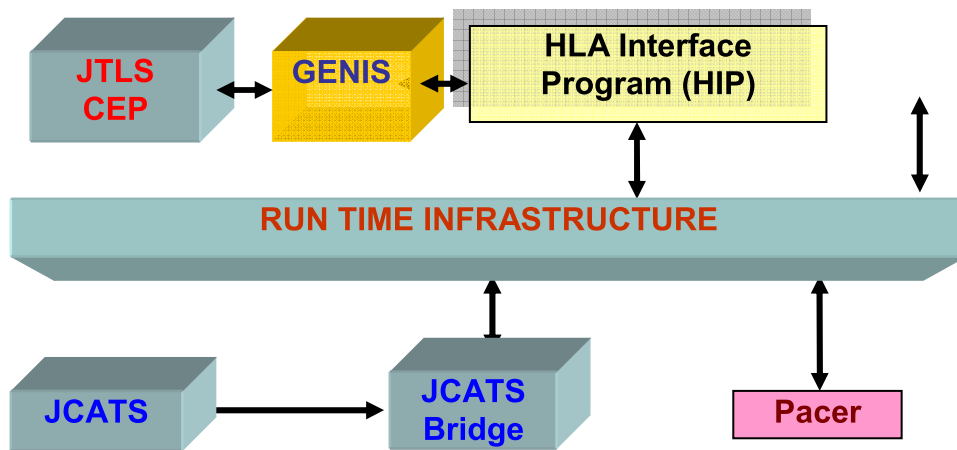 JTLS
CEP
GENIS
HLA Interface
Program (HIP)
RUN TIME INFRASTRUCTURE
JCATS
JCATS
Bridge
Pacer